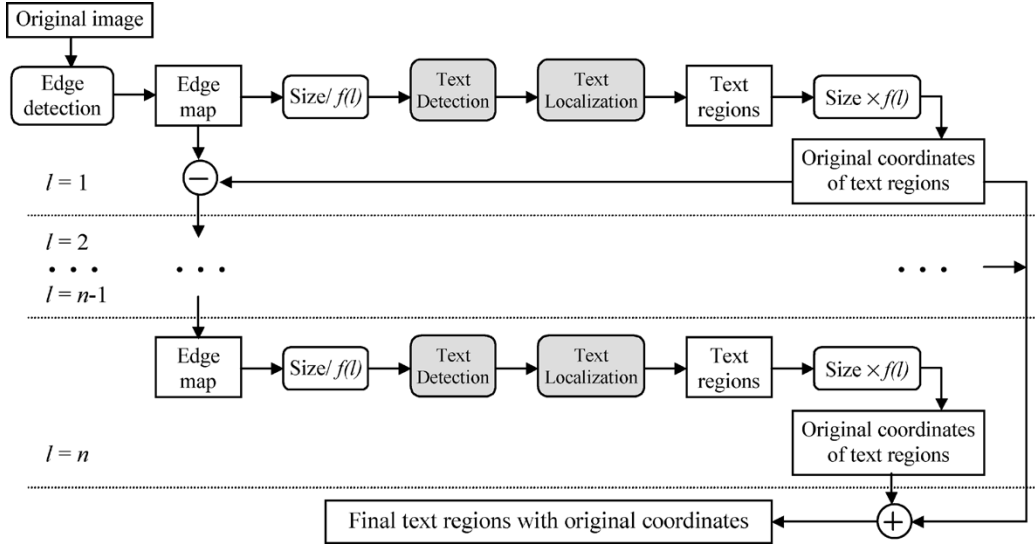 Original image
Edge
detection
Edge
map
Size/ f(l)
Text
Detection
Text
Localization
Text
regions
Size × f(l)
Original coordinates
of text regions
−
l = 1
l = 2
. . .
. . .
. . .
l = n-1
Edge
map
Size/ f(l)
Text
Detection
Text
Localization
Text
regions
Size × f(l)
Original coordinates
of text regions
l = n
Final text regions with original coordinates
+